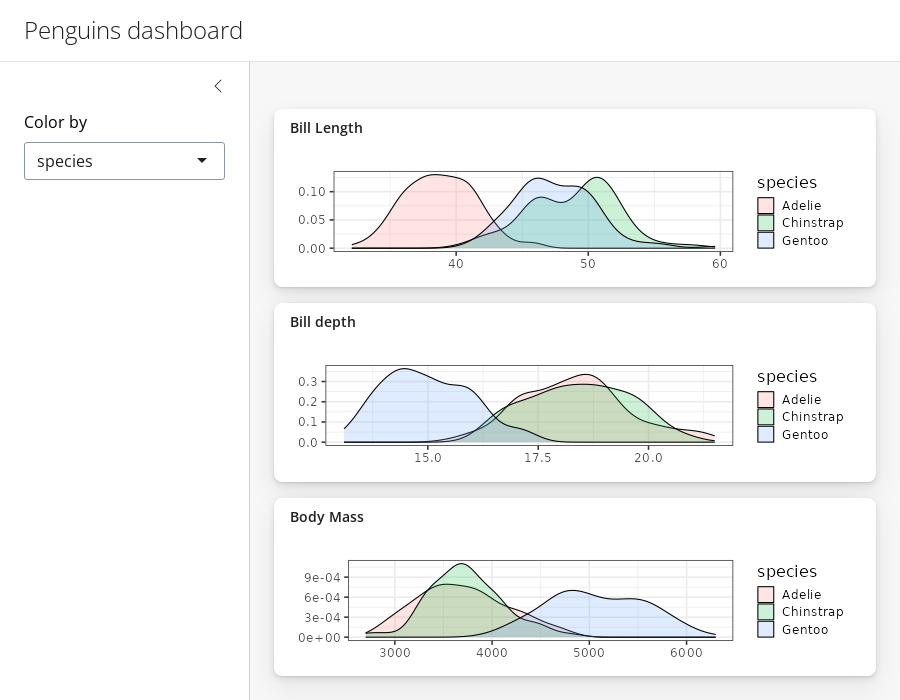 Penguins dashboard
Color by
species
Bill Length
0.10
0.05
0.00
40 50 60
species
Adelie
Chinstrap
Gentoo
Bill depth
0.3
0.2
0.1
0.0
15.0 17.5 20.0
species
Adelie
Chinstrap
Gentoo
Body Mass
9e-04
6e-04
3e-04
0e+00
3000 4000 5000 6000
species
Adelie
Chinstrap
Gentoo